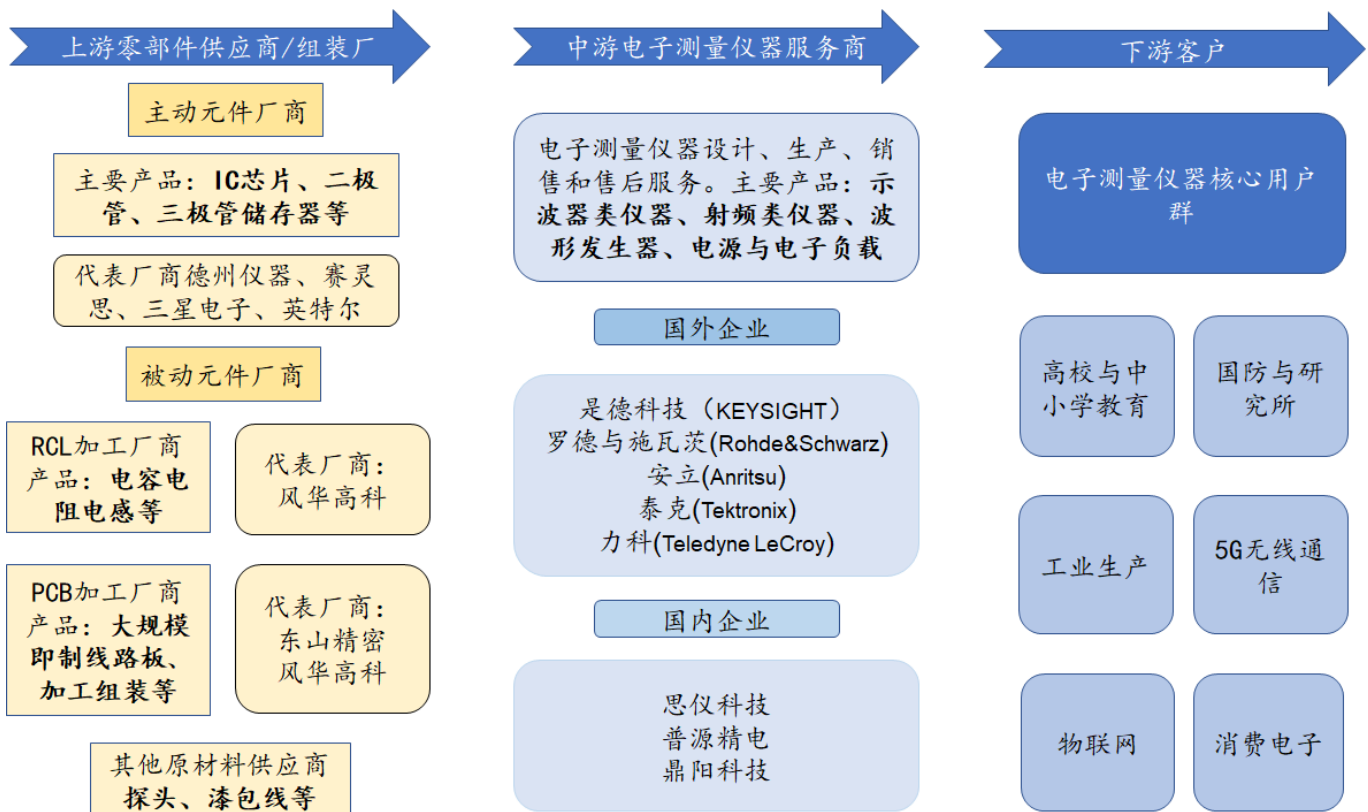 上游零部件供应商/组装厂
主动元件厂商
主要产品：IC芯片、二极
管、三极管储存器等
代表厂商德州仪器、赛灵
思、三星电子、英特尔
被动元件厂商
RCL加工厂商
产品：电容电
阻电感等
代表厂商：
风华高科
PCB加工厂商
产品：大规模
即制线路板、
加工组装等
代表厂商：
东山精密
风华高科
其他原材料供应商
探头、漆包线等
中游电子测量仪器服务商
电子测量仪器设计、生产、销
售和售后服务。主要产品：示
波器类仪器、射频类仪器、波
形发生器、电源与电子负载
国外企业
是德科技（KEYSIGHT）
罗德与施瓦茨(Rohde&Schwarz)
安立(Anritsu)
泰克(Tektronix)
力科(Teledyne LeCroy)
国内企业
思仪科技
普源精电
鼎阳科技
下游客户
电子测量仪器核心用户
群
高校与中
小学教育
国防与研
究所
工业生产
5G无线通
信
物联网
消费电子